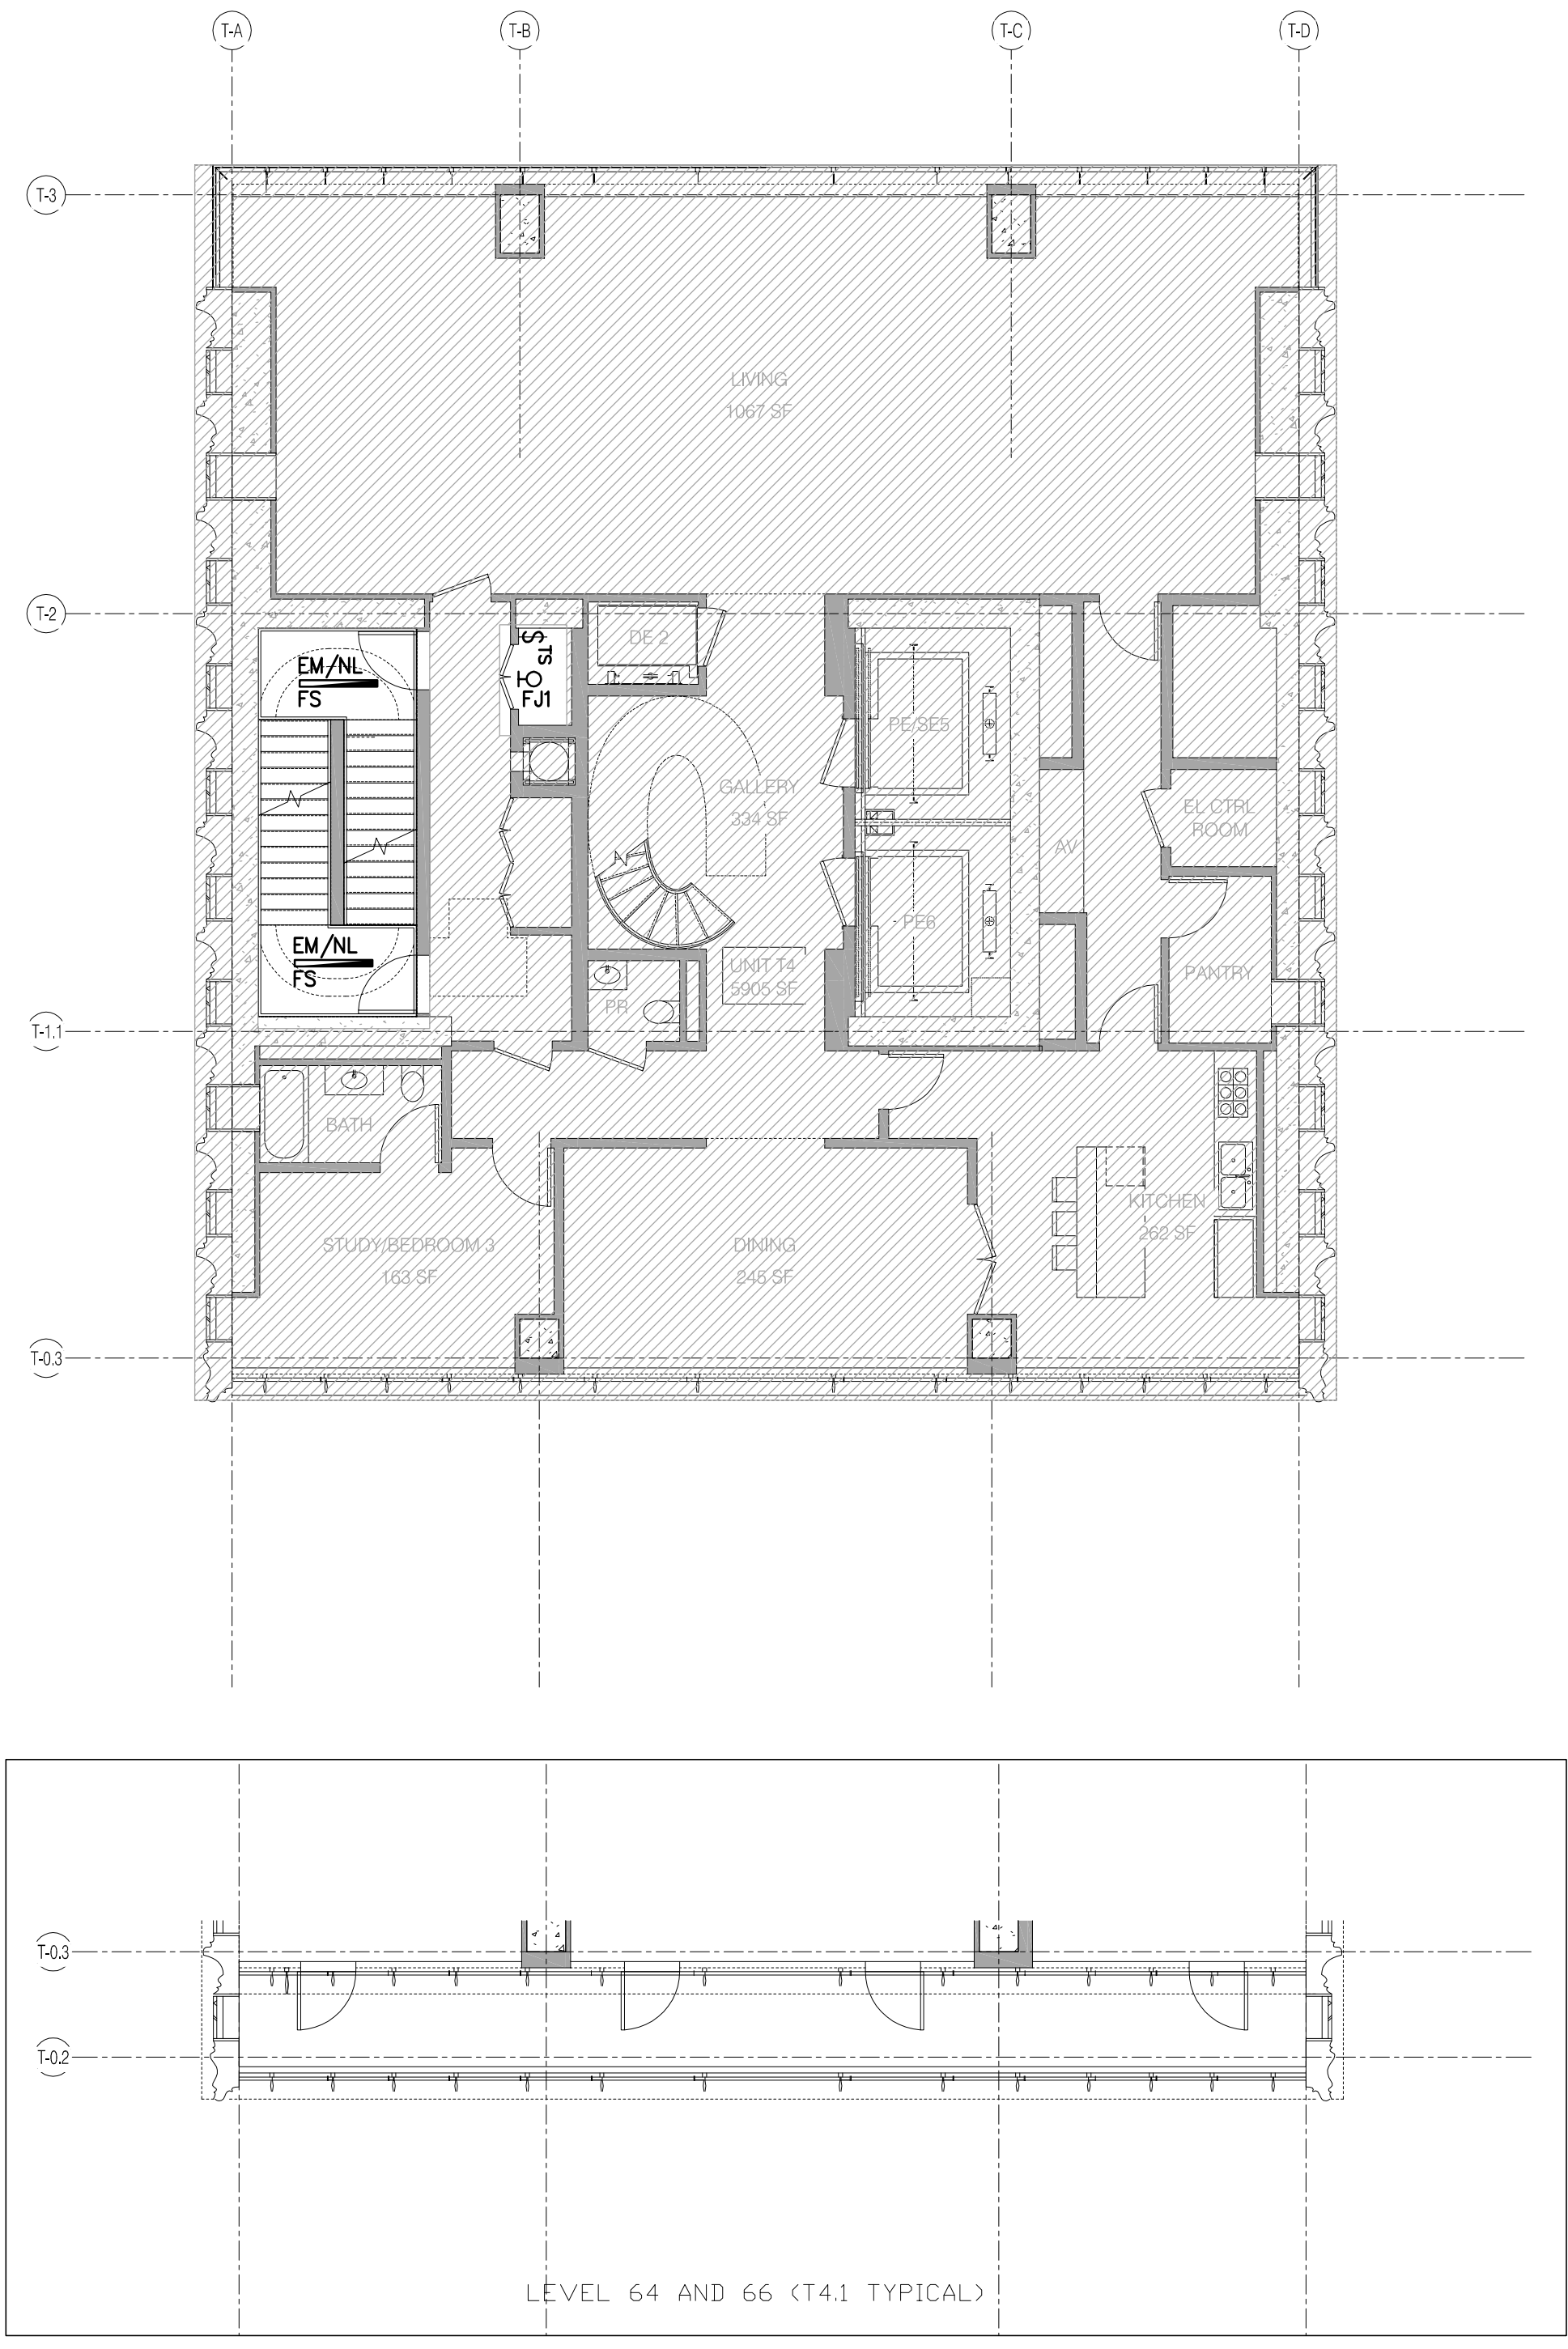 T-A
T-B
T-C
T-D
T-3
LIVING
1067 SF
T-2
DE 2
S TS
FJ1
EM/NL
FS
PE/SE5
GALLERY
334 SF
EL CTRL
ROOM
AV
PE6
EM/NL
FS
UNIT T4
5905 SF
PANTRY
PR
T-1.1
BATH
KITCHEN
262 SF
STUDY/BEDROOM 3
163 SF
DINING
245 SF
T-0.3
T-0.3
T-0.2
LEVEL 64 AND 66 (T4.1 TYPICAL)